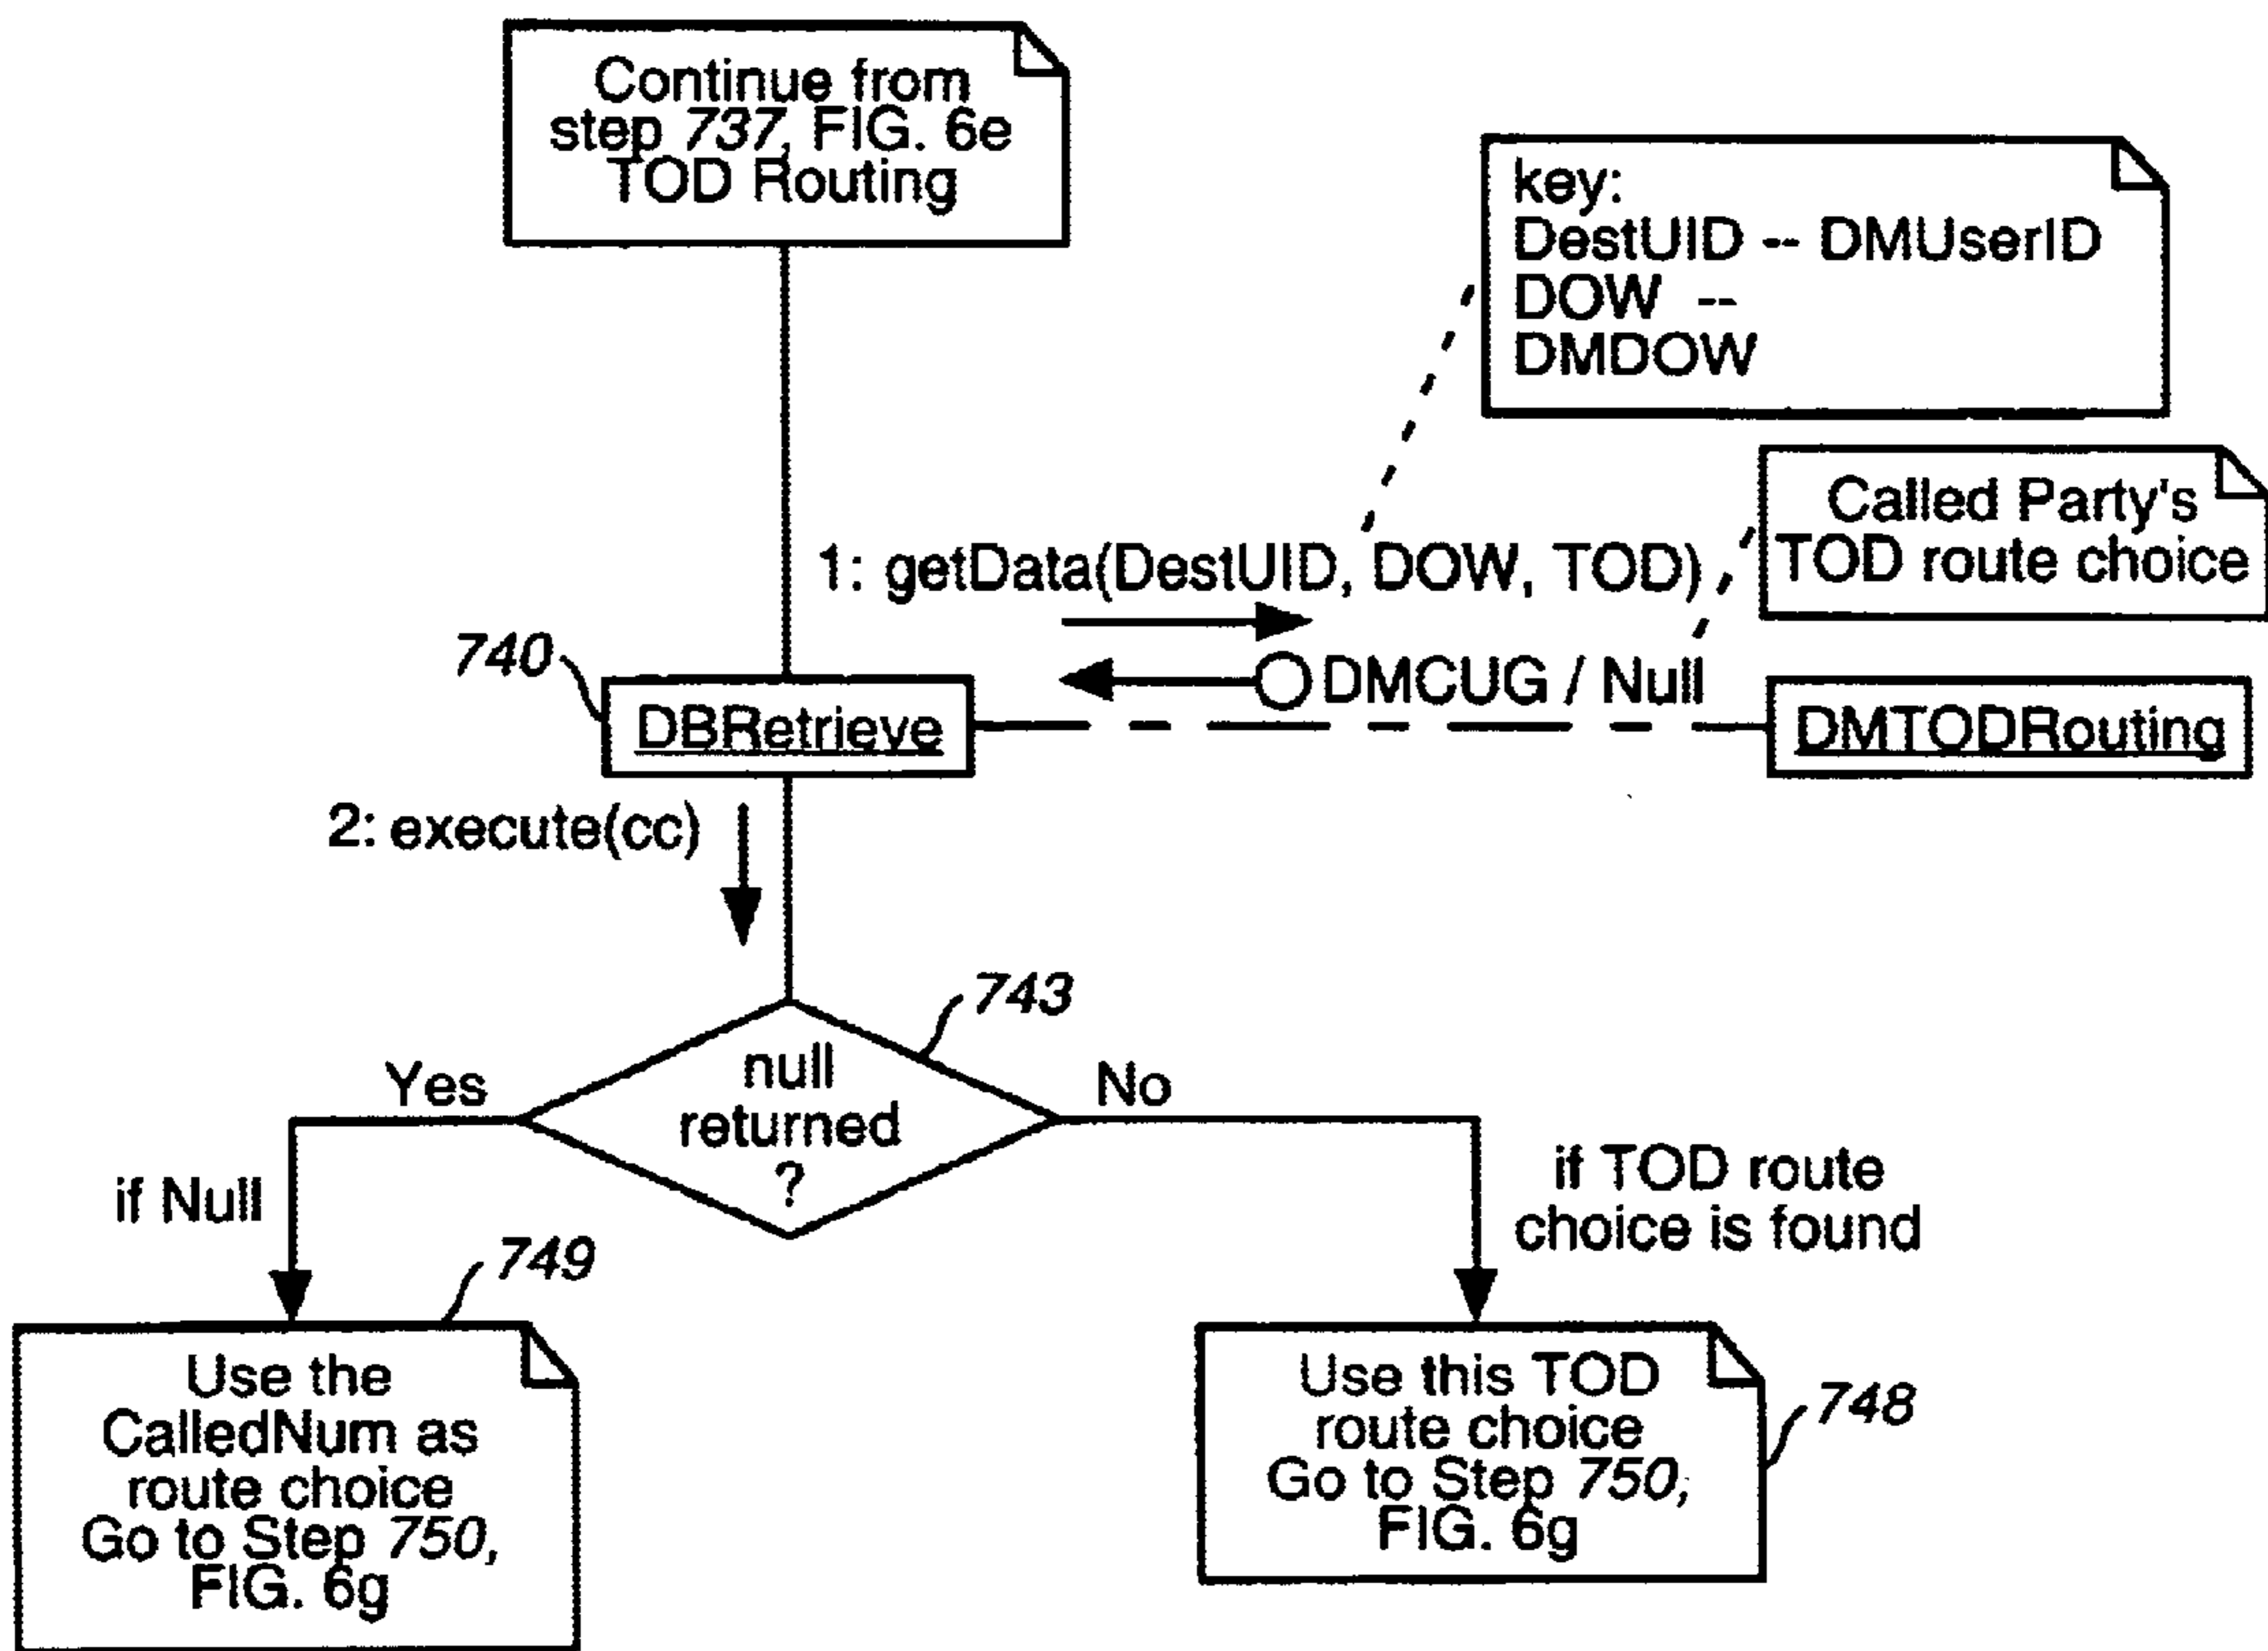 Continue from
step 737, FIG. 6e
TOD Routing
key:
DestUID -- DMUserID
DOW --
DMDOW
Called Party's
TOD route choice
1: getData(DestUID, DOW, TOD)
740
DMCUG / Null
DBRetrieve
DMTODRouting
2: execute(cc)
743
null
returned
?
Yes
No
if Null
if TOD route
choice is found
749
Use the
CalledNum as
route choice
Go to Step 750,
FIG. 6g
Use this TOD
route choice
Go to Step 750,
FIG. 6g
748